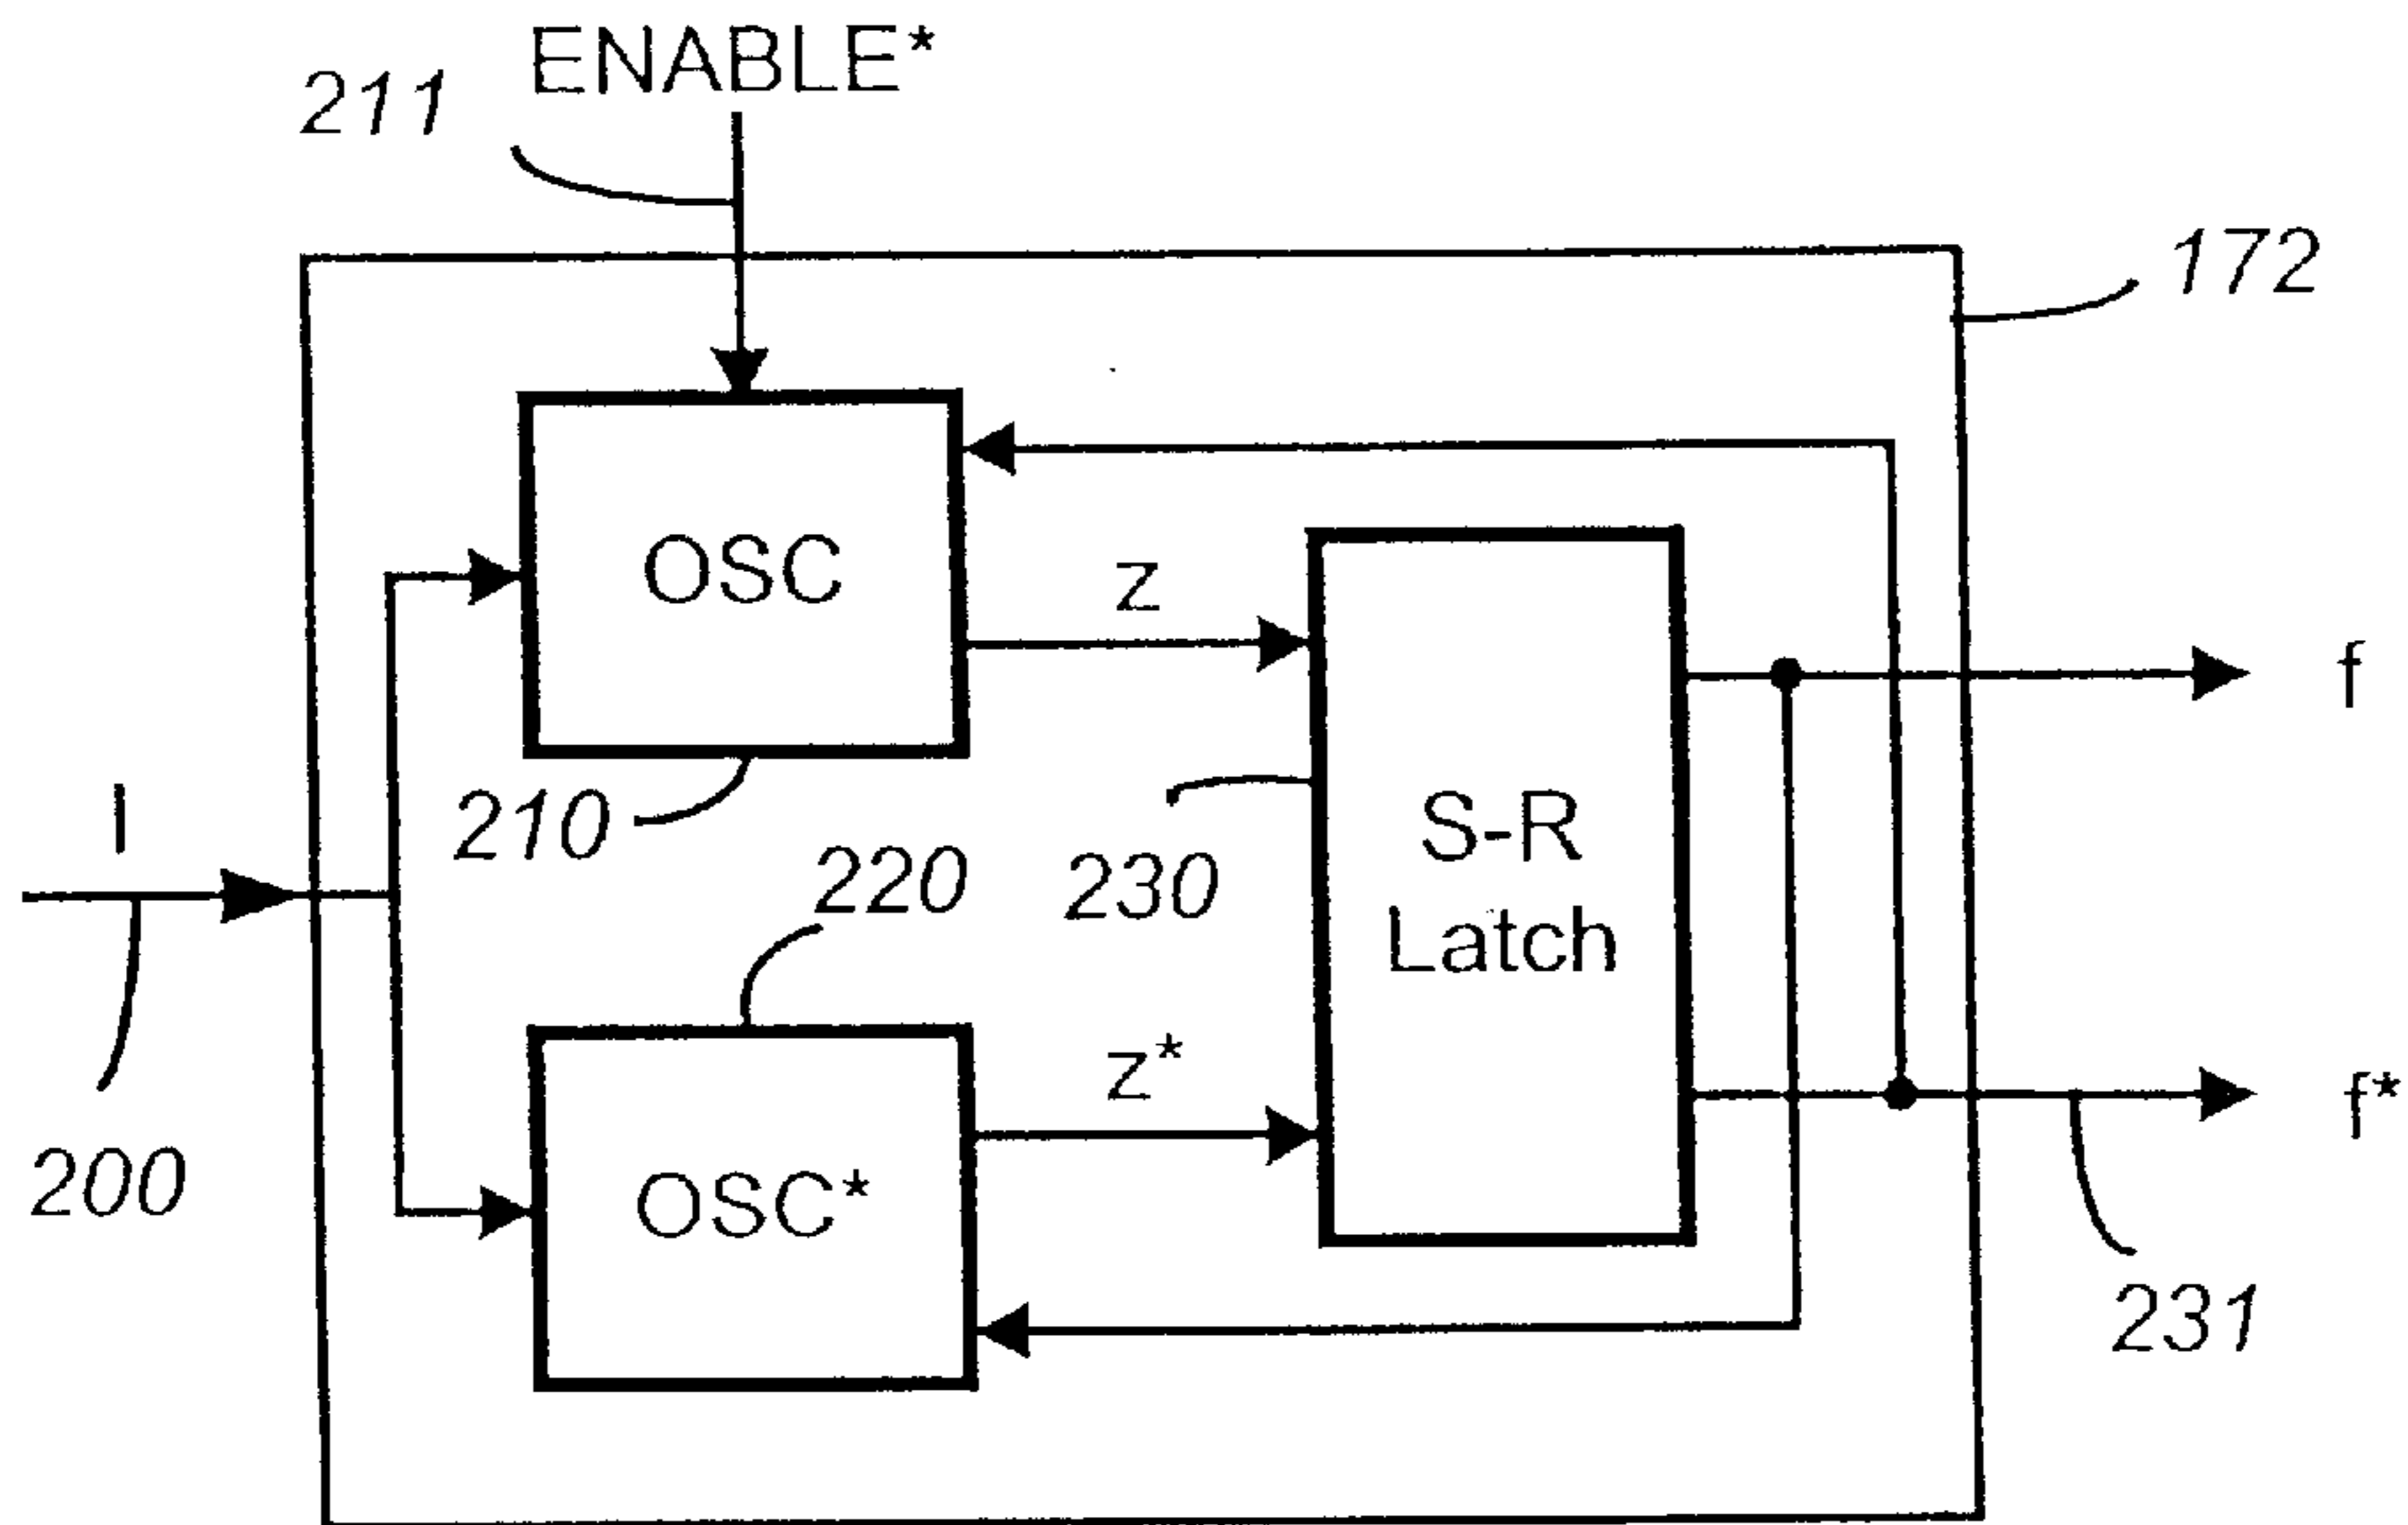 ENABLE*
211
172
OSC
z
f
I
210
220
230
S-R
Latch
z*
f*
200
OSC*
231